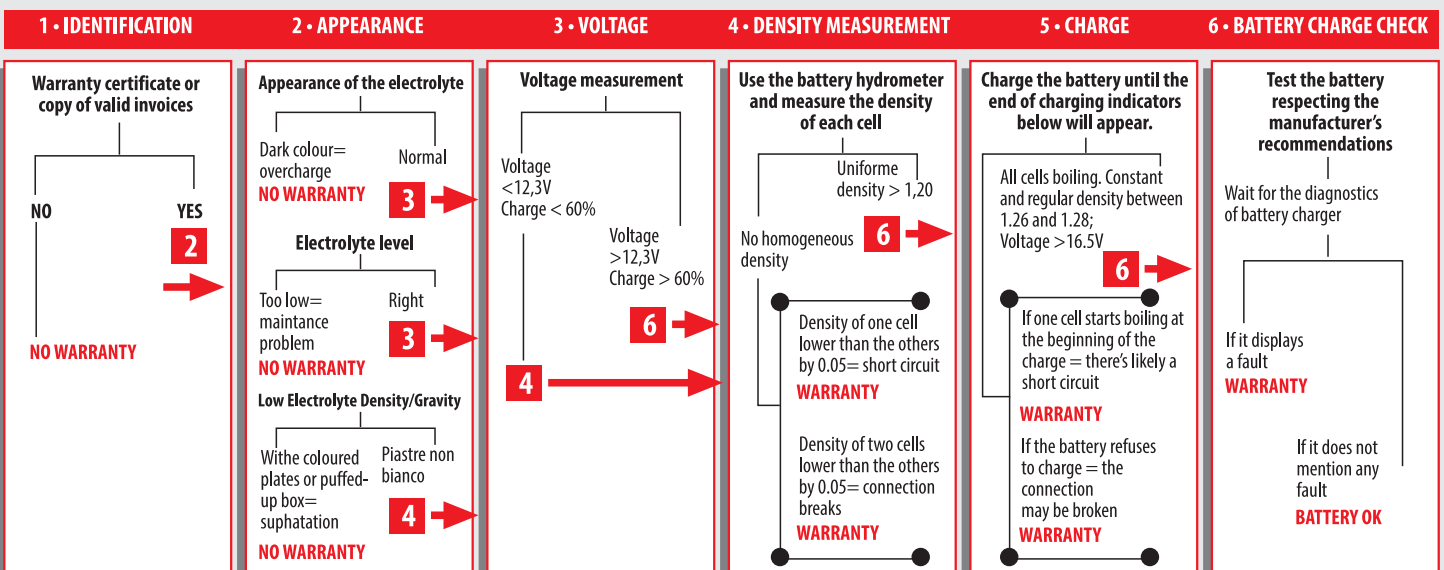 1 • IDENTIFICATION
2 • APPEARANCE
3 • VOLTAGE
4 • DENSITY MEASUREMENT
5 • CHARGE
6 • BATTERY CHARGE CHECK
Warranty certificate or
copy of valid invoices
NO
YES
2
NO WARRANTY
Appearance of the electrolyte
Dark colour=
overcharge
NO WARRANTY
Normal
3
Electrolyte level
Too low=
maintance
problem
NO WARRANTY
Right
3
Low Electrolyte Density/Gravity
Withe coloured
plates or puffed-
up box=
suphatation
NO WARRANTY
Piastre non
bianco
4
Voltage measurement
Voltage
<12,3V
Charge < 60%
4
Voltage
>12,3V
Charge > 60%
6
Use the battery hydrometer
and measure the density
of each cell
Uniforme
density > 1,20
6
No homogeneous
density
Density of one cell
lower than the others
by 0.05= short circuit
WARRANTY
Density of two cells
lower than the others
by 0.05= connection
breaks
WARRANTY
Charge the battery until the
end of charging indicators
below will appear.
All cells boiling. Constant
and regular density between
1.26 and 1.28;
Voltage >16.5V
6
If one cell starts boiling at
the beginning of the
charge = there's likely a
short circuit
WARRANTY
If the battery refuses
to charge = the
connection
may be broken
WARRANTY
Test the battery
respecting the
manufacturer's
recommendations
Wait for the diagnostics
of battery charger
If it displays
a fault
WARRANTY
If it does not
mention any
fault
BATTERY OK